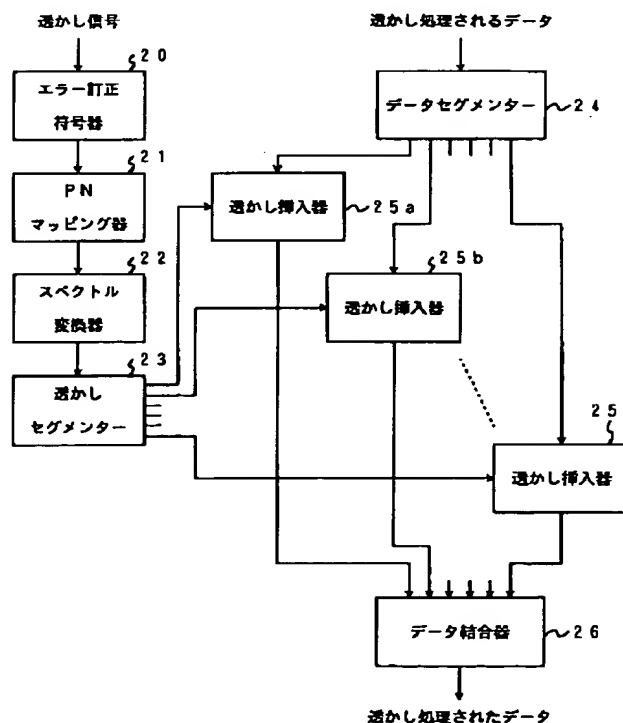 透かし信号
20
エラー訂正
符号器
21
PN
マッピング器
22
スペクトル
変換器
23
透かし
セグメンター
透かし処理されるデータ
データセグメンター
24
透かし挿入器
25a
25b
透かし挿入器
25
透かし挿入器
データ結合器
26
透かし処理されたデータ